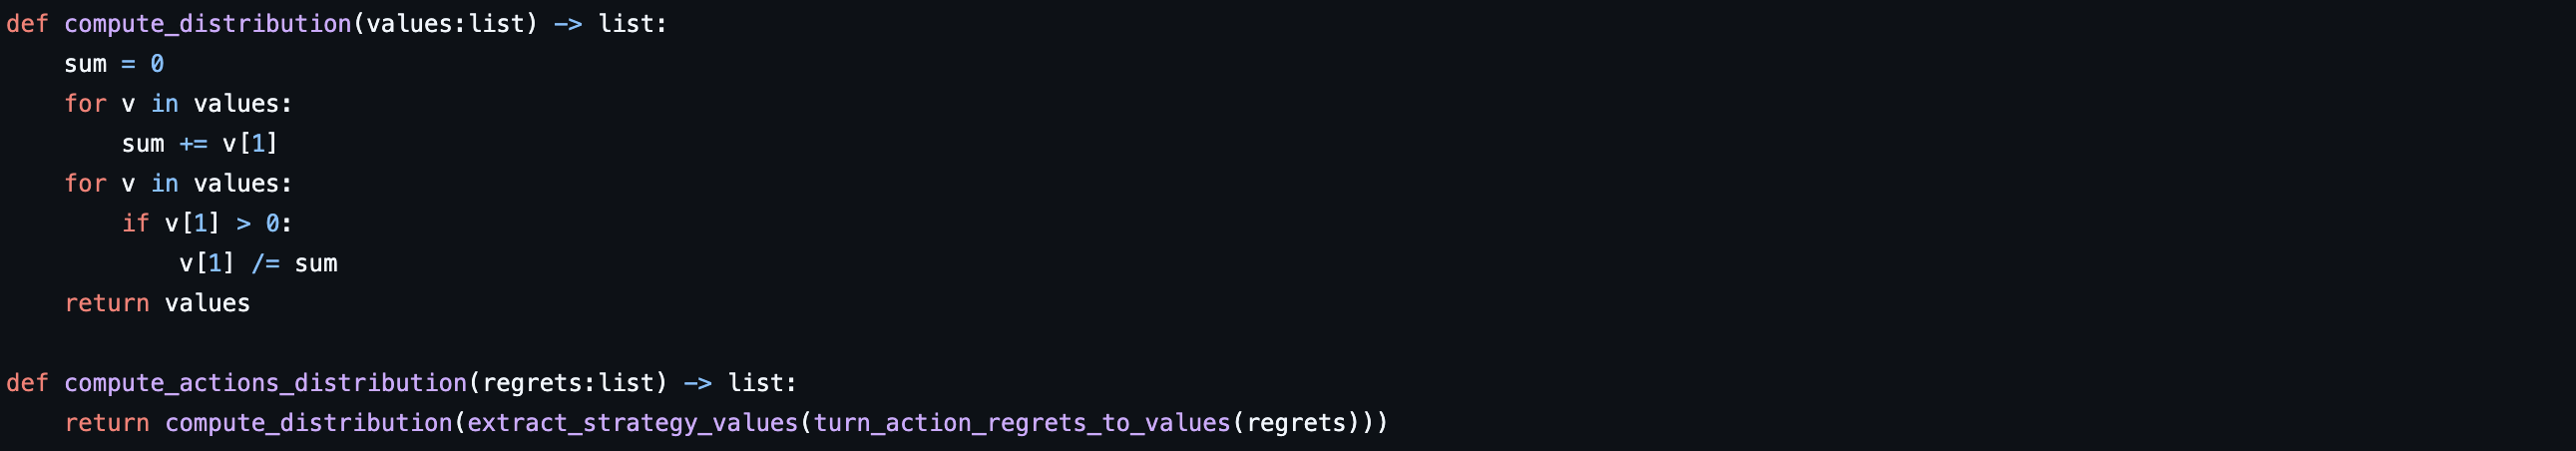 def compute_distribution(values:list) -> list:
    sum = 0
    for v in values:
        sum += v[1]
    for v in values:
        if v[1] > 0:
            v[1] /= sum
    return values

def compute_actions_distribution(regrets:list) -> list:
    return compute_distribution(extract_strategy_values(turn_action_regrets_to_values(regrets)))